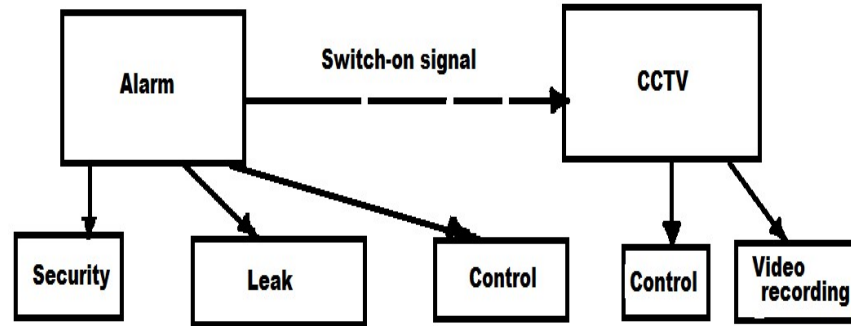 Alarm
Switch-on signal
CCTV
Security
Leak
Control
Control
Video
recording